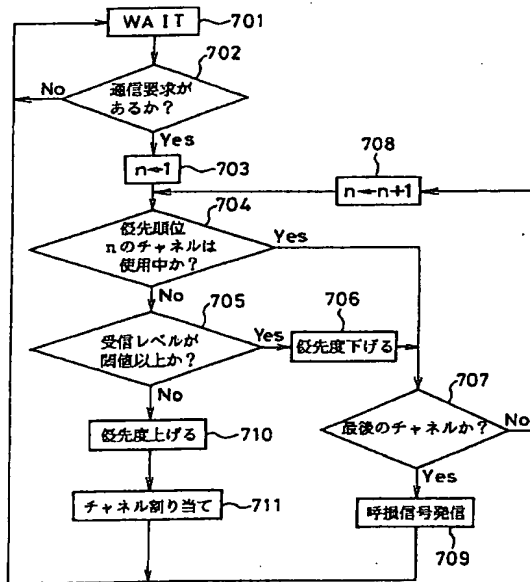 WAIT
701
702
通信要求が
あるか?
No
Yes
n←1
703
708
n←n+1
704
優先順位
nのチャネルは
使用中か?
Yes
No
705
受信レベルが
閾値以上か?
Yes
706
優先度下げる
No
707
最後のチャネルか?
No
Yes
優先度上げる
710
チャネル割り当て
711
呼損信号発信
709